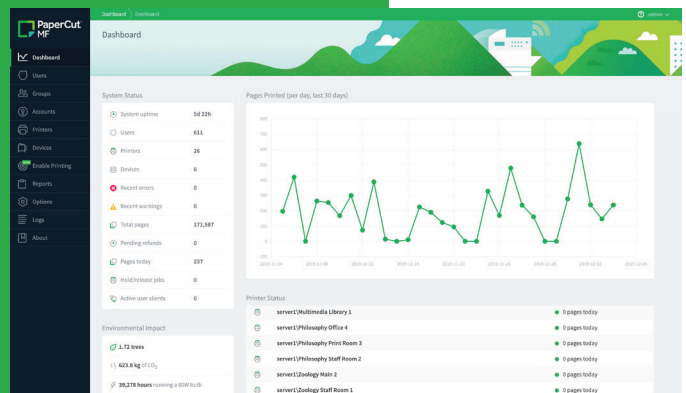 PaperCut
MF
Dashboard Dashboard
admin
Dashboard
Dashboard
Users
Groups
Accounts
Printers
Devices
Enable Printing
Reports
Options
Logs
About
System Status
System uptime 5d 22h
Users 611
Printers 26
Devices 6
Recent errors 0
Recent warnings 0
Total pages 171,587
Pending refunds 0
Pages today 237
Hold/release jobs 0
Active user clients 0
Environmental Impact
1.72 trees
623.8 kg of CO2
39,278 hours running a 60W bulb
Pages Printed (per day, last 30 days)
800
700
600
500
400
300
200
100
0
-100
Printer Status
server1\Multimedia Library 1 0 pages today
server1\Philosophy Office 4 0 pages today
server1\Philosophy Print Room 3 0 pages today
server1\Philosophy Staff Room 2 0 pages today
server1\Zoology Main 2 0 pages today
server1\Zoology Staff Room 1 0 pages today